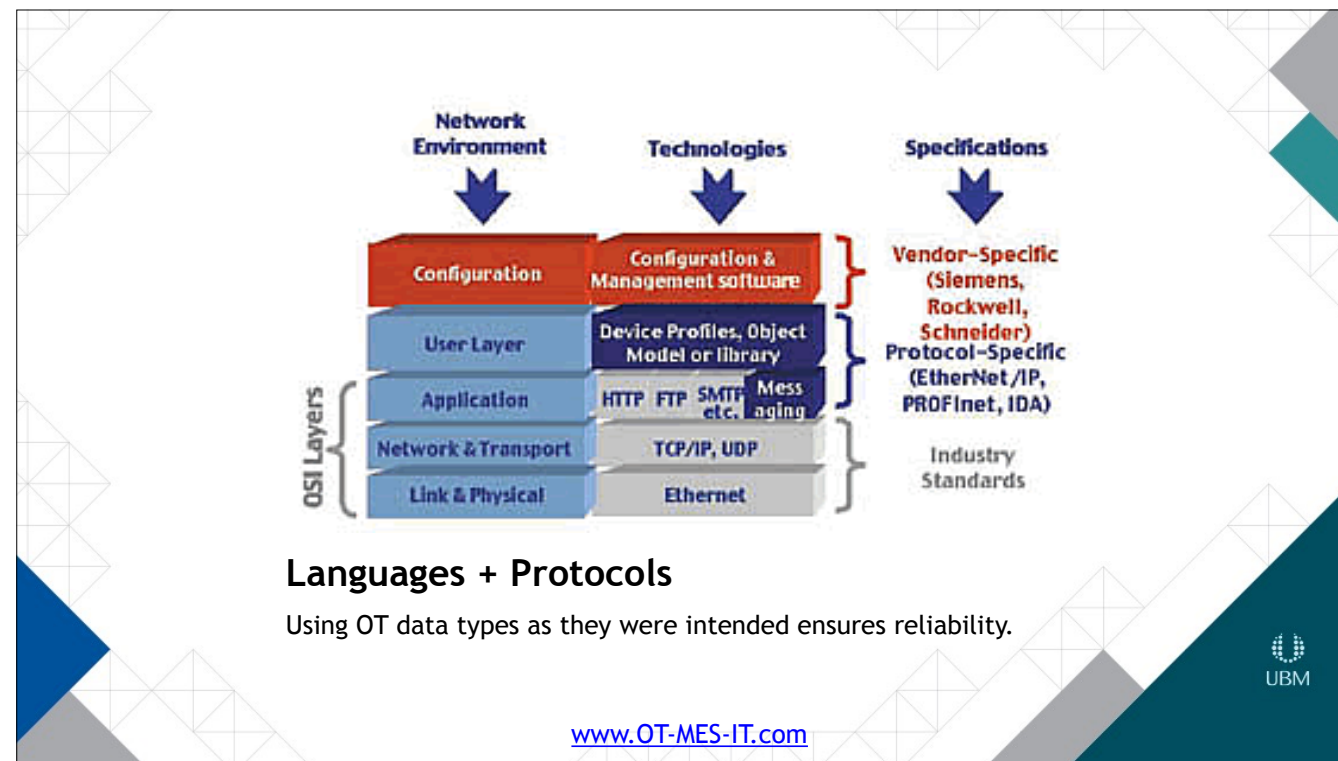 Network
Environment
Technologies
Specifications
Configuration
Configuration &
Management software
Vendor-Specific
(Siemens,
Rockwell,
Schneider)
User Layer
Device Profiles, Object
Model or library
Protocol-Specific
(EtherNet/IP,
PROFInet, IDA)
OSI Layers
Application
HTTP FTP SMTP
etc.
Mess
aging
Network & Transport
TCP/IP, UDP
Industry
Standards
Link & Physical
Ethernet
Languages + Protocols
Using OT data types as they were intended ensures reliability.
UBM
www.OT-MES-IT.com